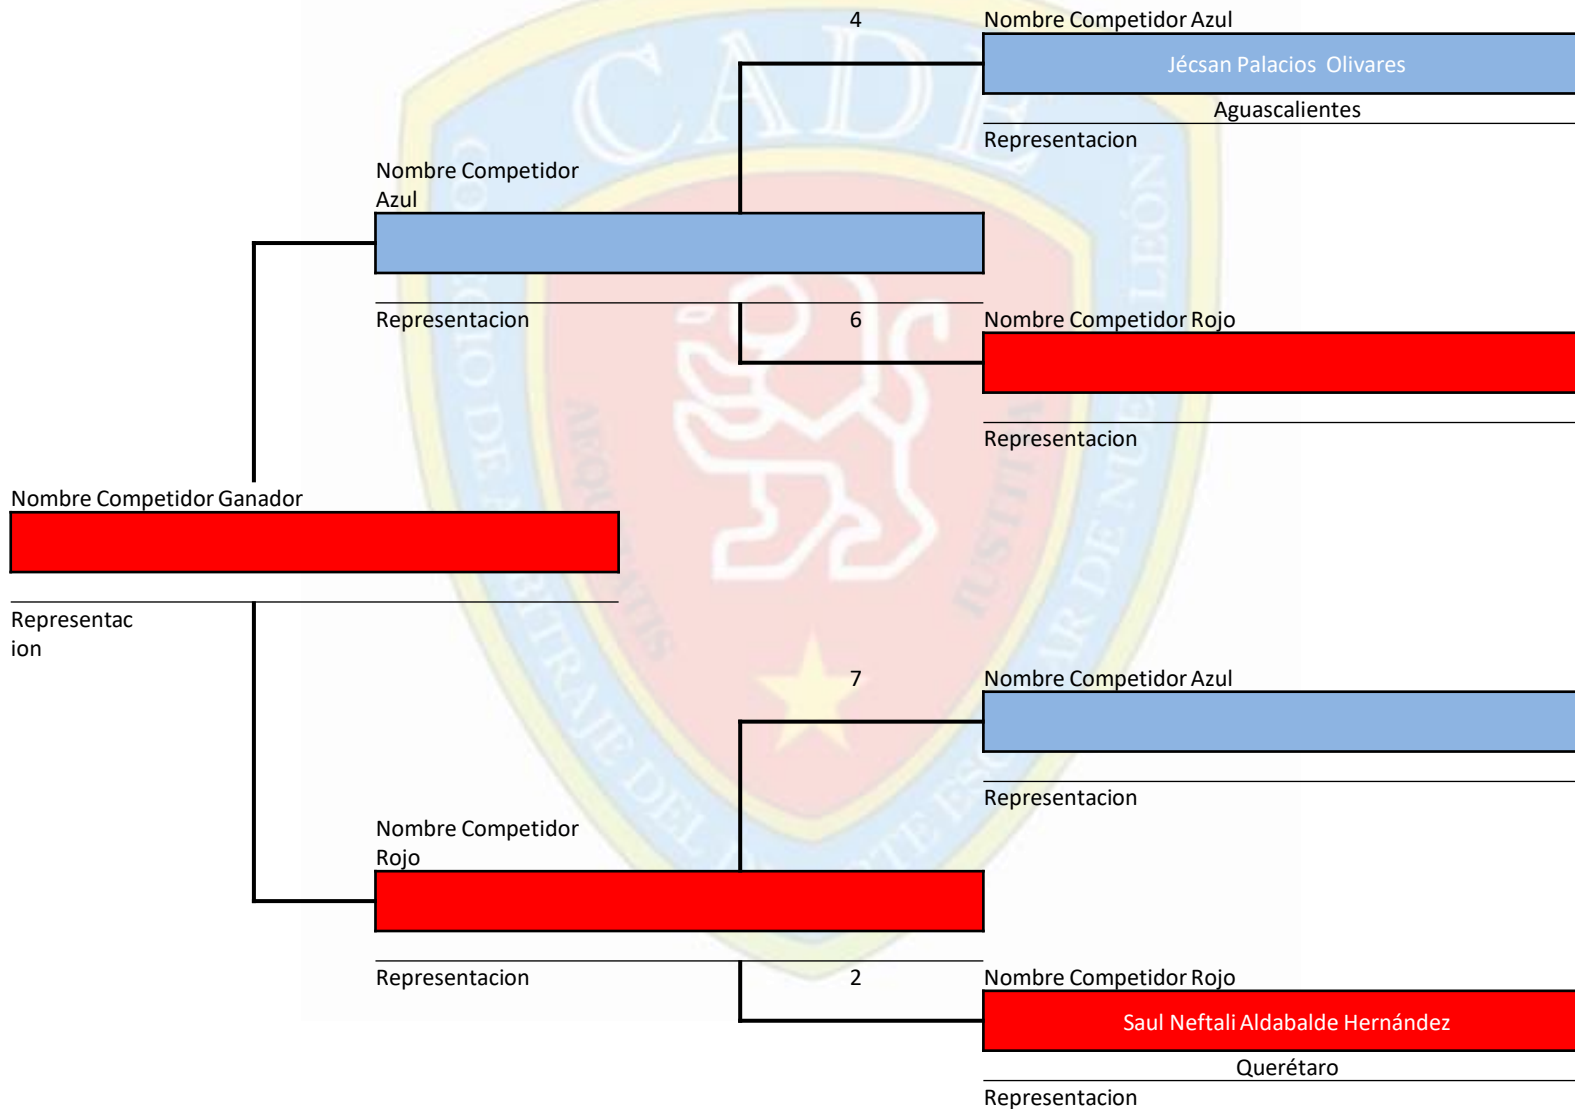 4
Nombre Competidor Azul
Jécsan Palacios Olivares
Aguascalientes
Representacion
Nombre Competidor
Azul
Representacion
6
Nombre Competidor Rojo
Representacion
Nombre Competidor Ganador
Representac
ion
7
Nombre Competidor Azul
Representacion
Nombre Competidor
Rojo
Representacion
2
Nombre Competidor Rojo
Saul Neftali Aldabalde Hernández
Querétaro
Representacion
CADE
IUSTITIA